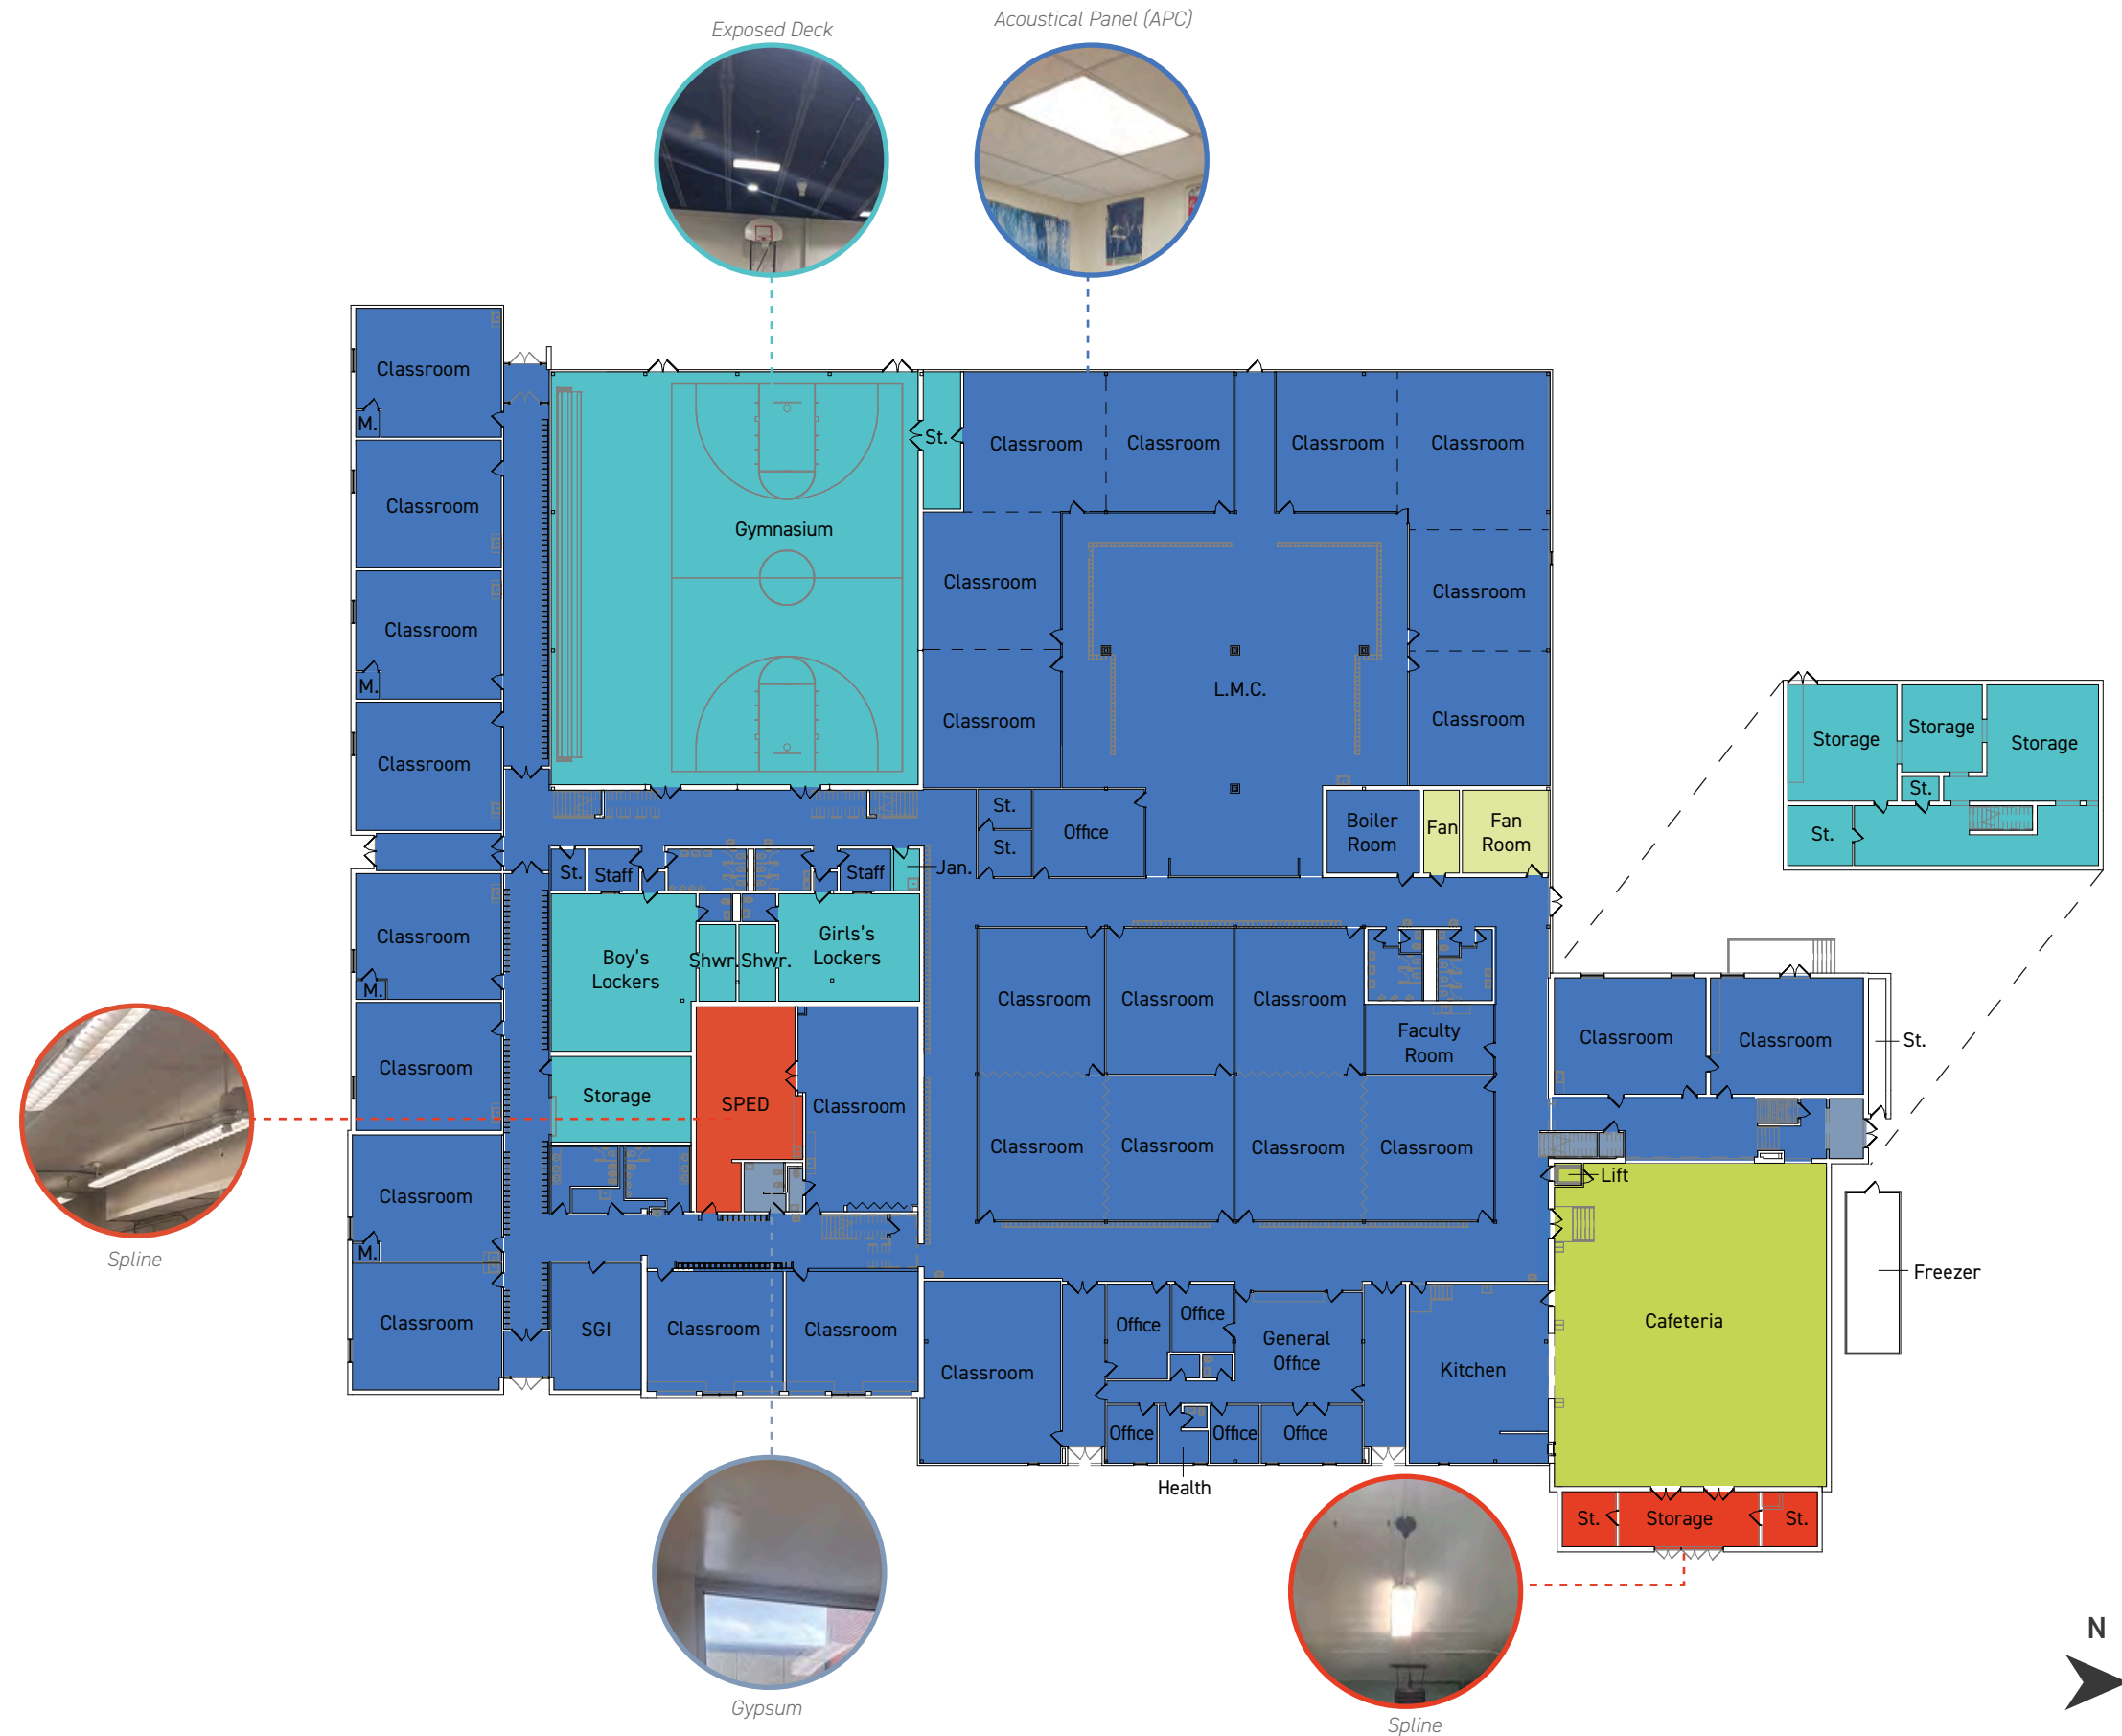 Exposed Deck
Acoustical Panel (APC)
Classroom
M.
Classroom
Classroom
M.
Classroom
Gymnasium
St.
Classroom
Classroom
Classroom
Classroom
Classroom
Classroom
L.M.C.
Classroom
Classroom
Storage
Storage
Storage
St.
St.
St.
St.
Office
Boiler
Room
Fan
Fan
Room
St.
Staff
Staff
Jan.
Classroom
M.
Boy's
Lockers
Shwr.
Shwr.
Girls's
Lockers
Classroom
Classroom
Classroom
Faculty
Room
Classroom
Classroom
St.
Classroom
Storage
SPED
Classroom
Classroom
Classroom
Classroom
Classroom
Lift
Spline
Classroom
M.
Classroom
SGI
Classroom
Classroom
Classroom
Office
Office
General
Office
Kitchen
Cafeteria
Freezer
Office
Office
Office
Health
St.
Storage
St.
Gypsum
Spline
N